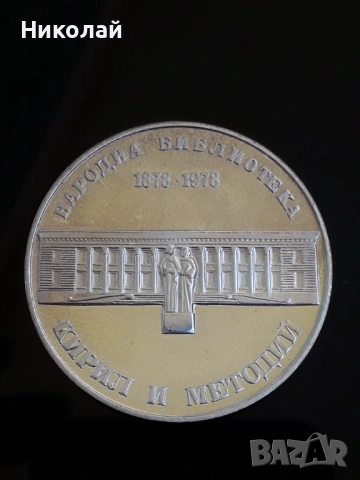 Николай
НАРОДНА БИБЛИОТЕКА
1878·1978
КИРИЛ И МЕТОДИЙ
BAZAR